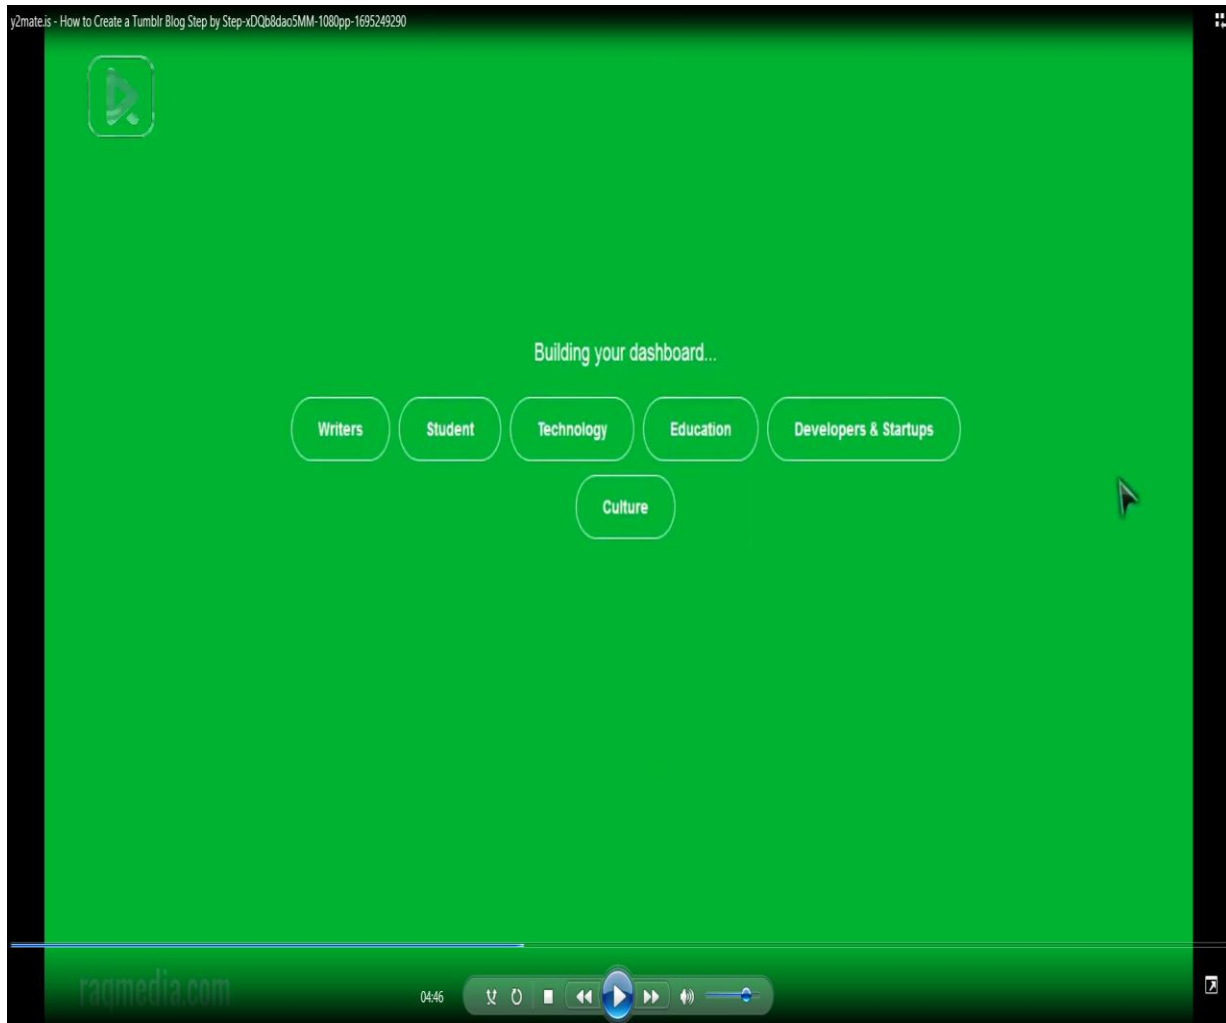 y2mate.is - How to Create a Tumblr Blog Step by Step-xDQb8dao5MM-1080pp-1695249290
Building your dashboard...
Writers Student Technology Education Developers & Startups
Culture
raqmedia.com
04:46